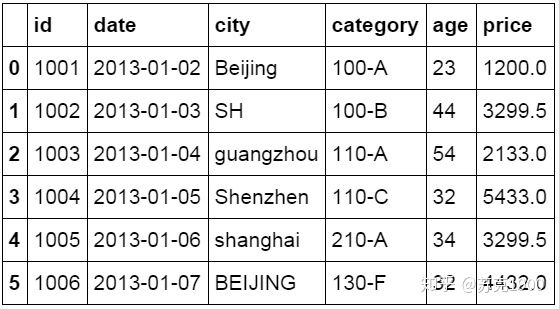 id date city category age price
0 1001 2013-01-02 Beijing 100-A 23 1200.0
1 1002 2013-01-03 SH 100-B 44 3299.5
2 1003 2013-01-04 guangzhou 110-A 54 2133.0
3 1004 2013-01-05 Shenzhen 110-C 32 5433.0
4 1005 2013-01-06 shanghai 210-A 34 3299.5
5 1006 2013-01-07 BEIJING 130-F 32 4432.0
知乎